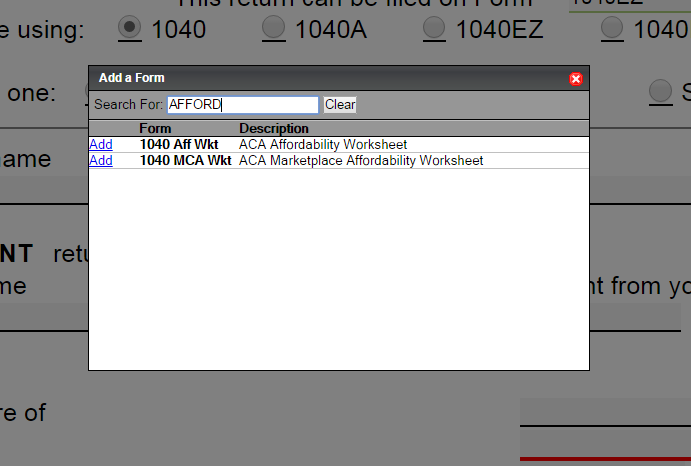 This return can be filed on Form 1040EZ
e using: 1040 1040A 1040EZ 1040
Add a Form
one: S
Search For: AFFORD Clear
Form Description
Add 1040 Aff Wkt ACA Affordability Worksheet
name
Add 1040 MCA Wkt ACA Marketplace Affordability Worksheet
NT retu
me nt from yo
re of